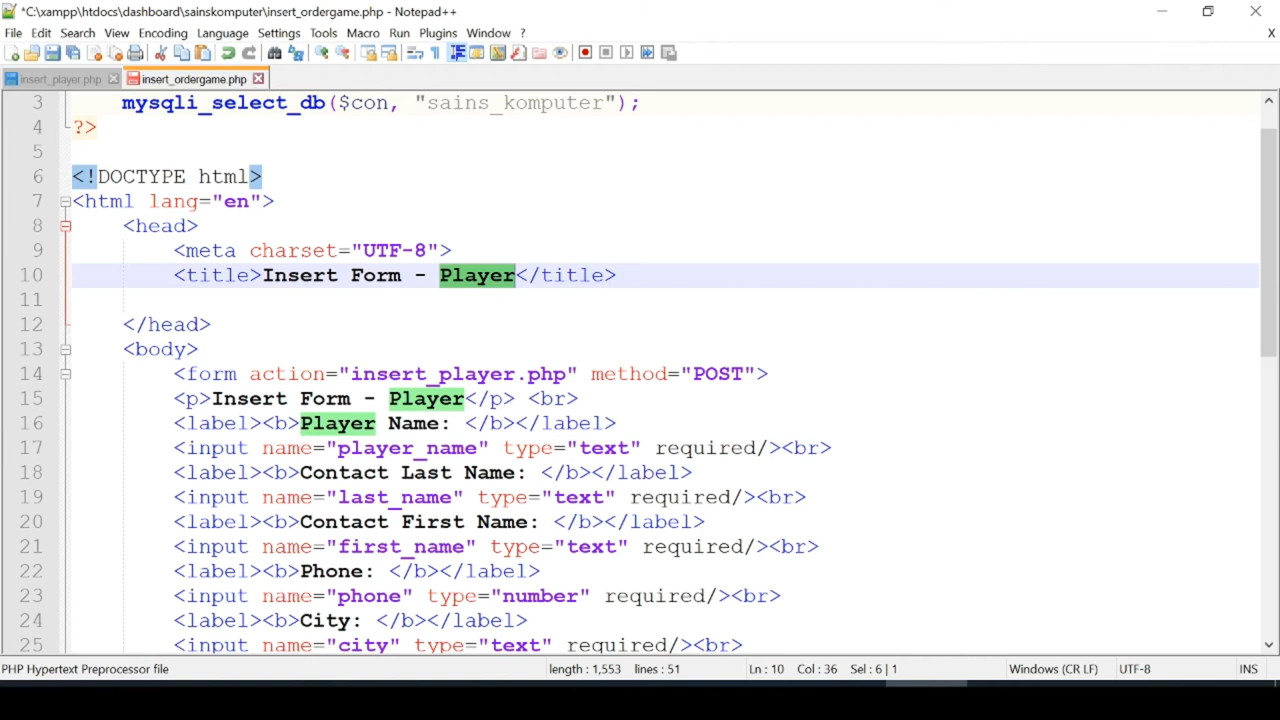 *C:\xampp\htdocs\dashboard\sainskomputer\insert_ordergame.php - Notepad++
File Edit Search View Encoding Language Settings Tools Macro Run Plugins Window ? X
insert_player.php insert_ordergame.php
3 mysqli_select_db($con, "sains_komputer");
4 ?>
5
6 <!DOCTYPE html>
7 <html lang="en">
8 <head>
9 <meta charset="UTF-8">
10 <title>Insert Form - Player</title>
11
12 </head>
13 <body>
14 <form action="insert_player.php" method="POST">
15 <p>Insert Form - Player</p> <br>
16 <label><b>Player Name: </b></label>
17 <input name="player_name" type="text" required/><br>
18 <label><b>Contact Last Name: </b></label>
19 <input name="last_name" type="text" required/><br>
20 <label><b>Contact First Name: </b></label>
21 <input name="first_name" type="text" required/><br>
22 <label><b>Phone: </b></label>
23 <input name="phone" type="number" required/><br>
24 <label><b>City: </b></label>
25 <input name="city" type="text" required/><br>
PHP Hypertext Preprocessor file length : 1,553 lines : 51 Ln : 10 Col : 36 Sel : 6 | 1 Windows (CR LF) UTF-8 INS